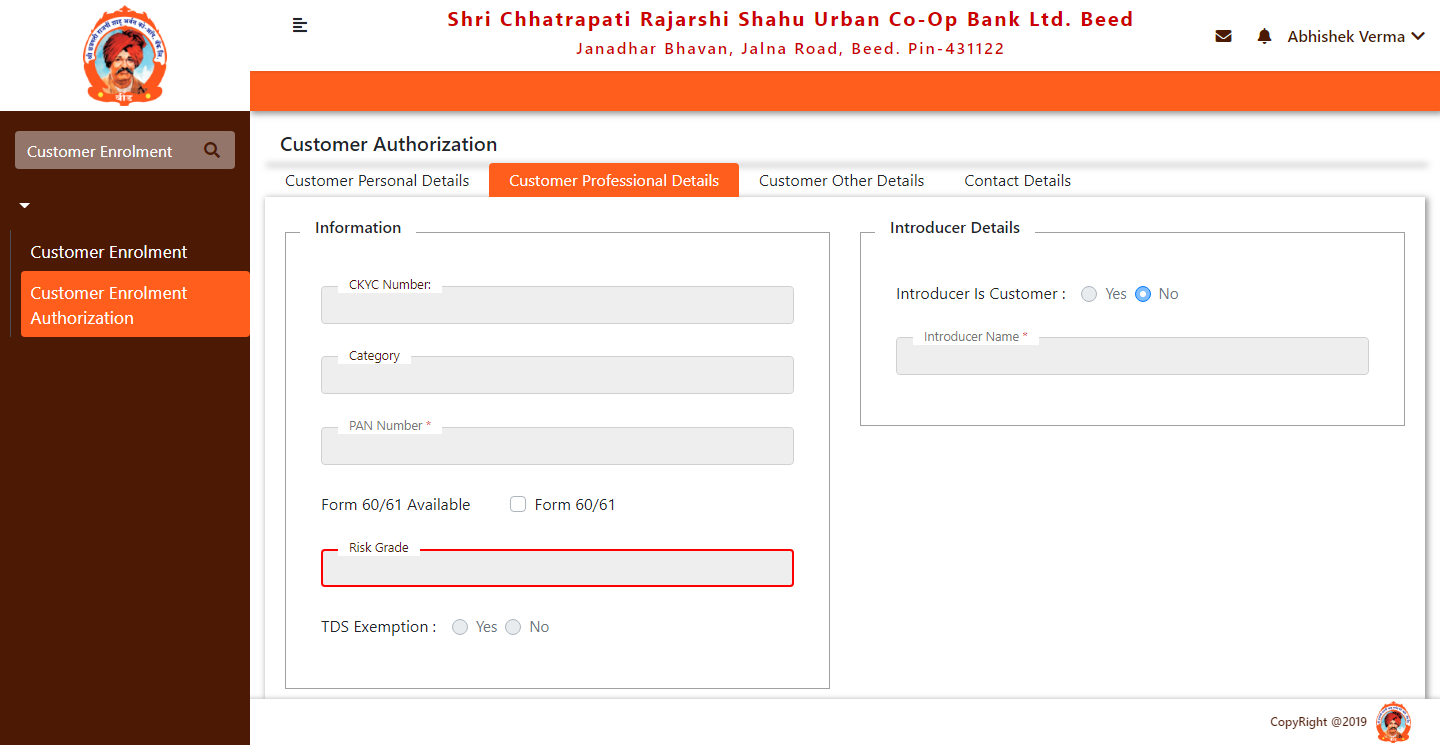 Shri Chhatrapati Rajarshi Shahu Urban Co-Op Bank Ltd. Beed
Janadhar Bhavan, Jalna Road, Beed. Pin-431122
Abhishek Verma
बीड
Customer Enrolment
Customer Enrolment
Customer Enrolment
Authorization
Customer Authorization
Customer Personal Details
Customer Professional Details
Customer Other Details
Contact Details
Information
CKYC Number:
Category
PAN Number *
Form 60/61 Available
Form 60/61
Risk Grade
TDS Exemption :
Yes
No
Introducer Details
Introducer Is Customer :
Yes
No
Introducer Name *
CopyRight @2019